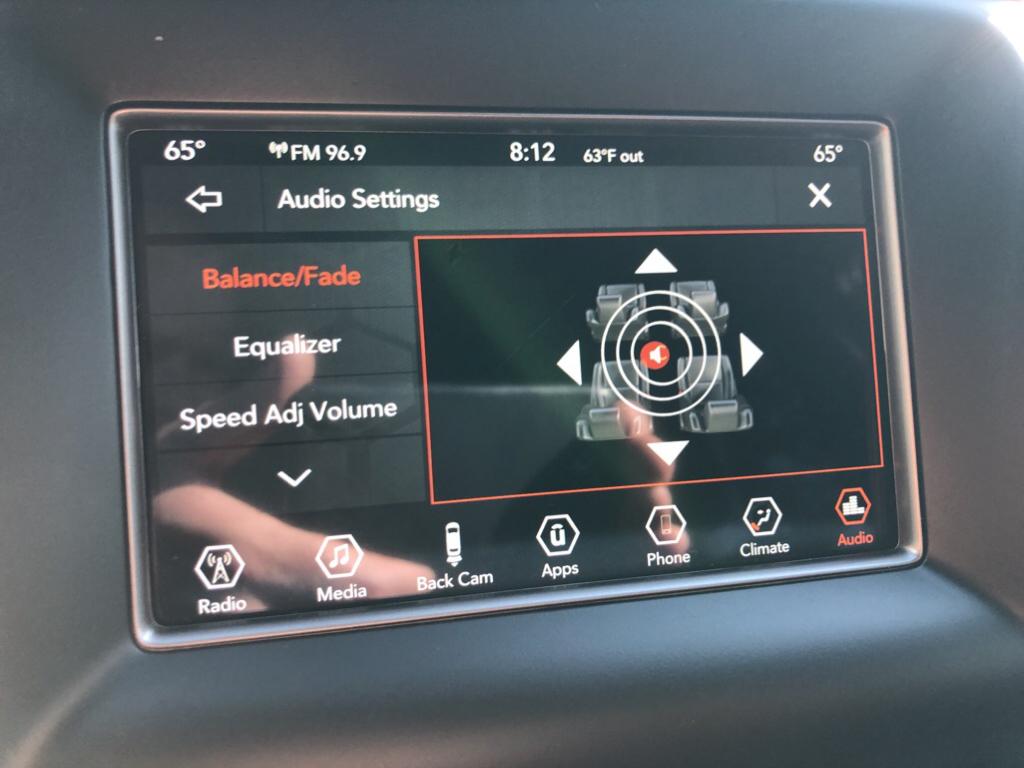 65° FM 96.9 8:12 63°F out 65°
Audio Settings X
Balance/Fade
Equalizer
Speed Adj Volume
Radio Media Back Cam Apps Phone Climate Audio